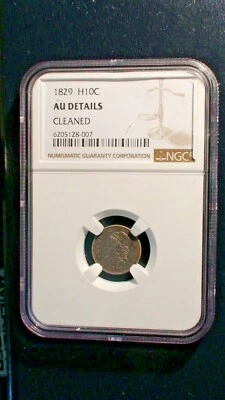 1829 H10C
AU DETAILS
CLEANED
6205128-007
NUMISMATIC GUARANTY CORPORATION
NGC